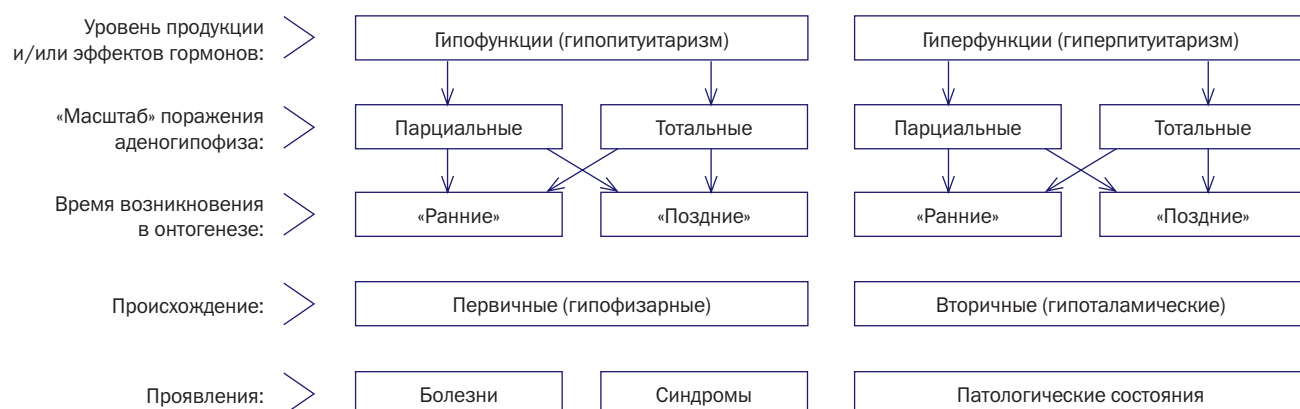 Уровень продукции
и/или эффектов гормонов:
Гипофункции (гипопитуитаризм)
Гиперфункции (гиперпитуитаризм)
«Масштаб» поражения
аденогипофиза:
Парциальные
Тотальные
Парциальные
Тотальные
Время возникновения
в онтогенезе:
«Ранние»
«Поздние»
«Ранние»
«Поздние»
Происхождение:
Первичные (гипофизарные)
Вторичные (гипоталамические)
Проявления:
Болезни
Синдромы
Патологические состояния